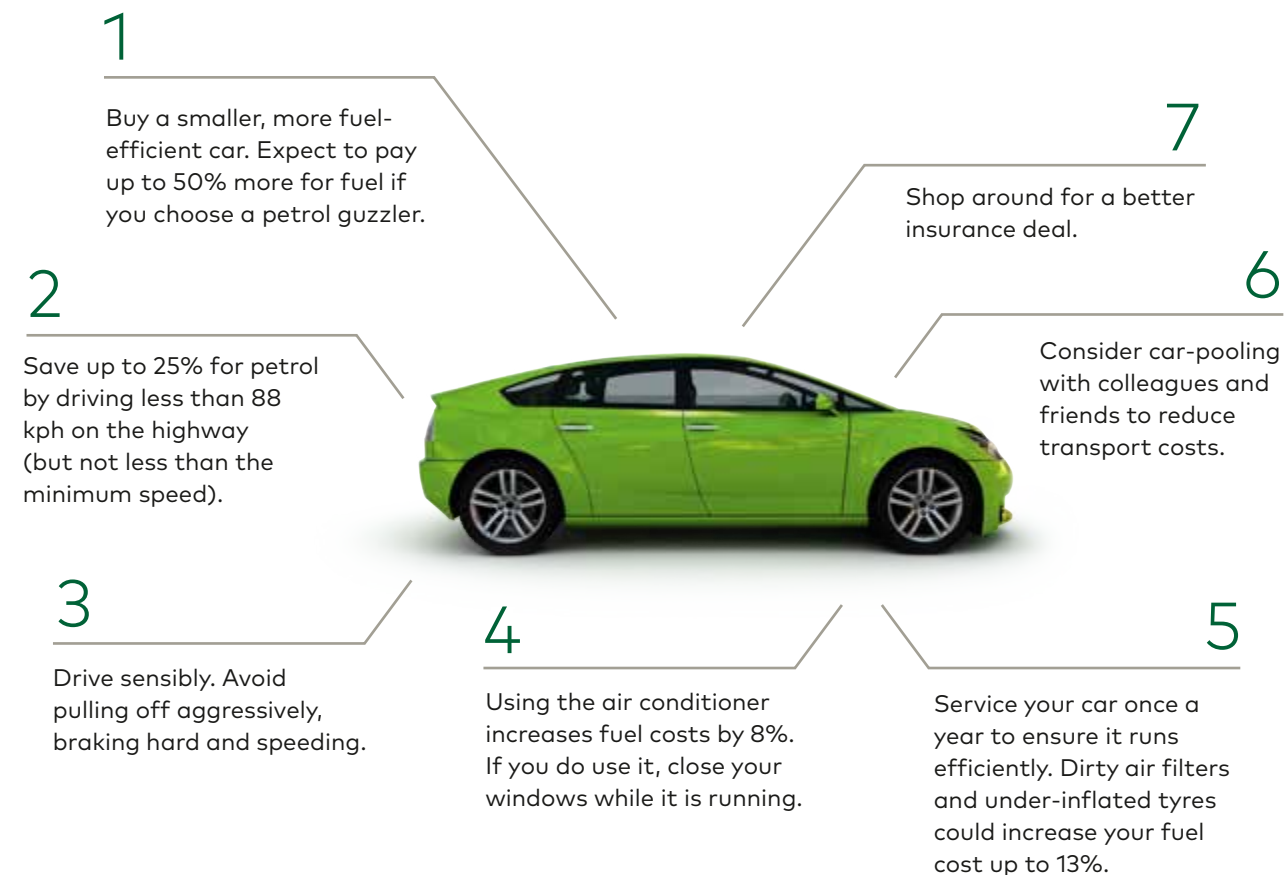 1
Buy a smaller, more fuel-
efficient car. Expect to pay
up to 50% more for fuel if
you choose a petrol guzzler.
2
Save up to 25% for petrol
by driving less than 88
kph on the highway
(but not less than the
minimum speed).
3
Drive sensibly. Avoid
pulling off aggressively,
braking hard and speeding.
4
Using the air conditioner
increases fuel costs by 8%.
If you do use it, close your
windows while it is running.
5
Service your car once a
year to ensure it runs
efficiently. Dirty air filters
and under-inflated tyres
could increase your fuel
cost up to 13%.
6
Consider car-pooling
with colleagues and
friends to reduce
transport costs.
7
Shop around for a better
insurance deal.